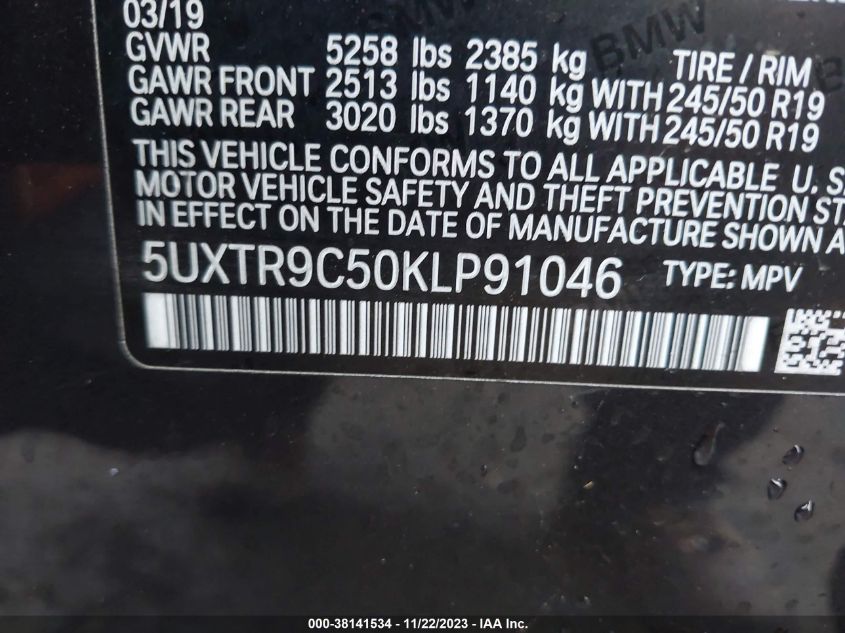 03/19
GVWR 5258 lbs 2385 kg TIRE / RIM
GAWR FRONT 2513 lbs 1140 kg WITH 245/50 R19
GAWR REAR 3020 lbs 1370 kg WITH 245/50 R19
BMW
THIS VEHICLE CONFORMS TO ALL APPLICABLE U. S.
MOTOR VEHICLE SAFETY AND THEFT PREVENTION ST
IN EFFECT ON THE DATE OF MANUFACTURE SHOWN A
5UXTR9C50KLP91046 TYPE: MPV
000-38141534 - 11/22/2023 - IAA Inc.